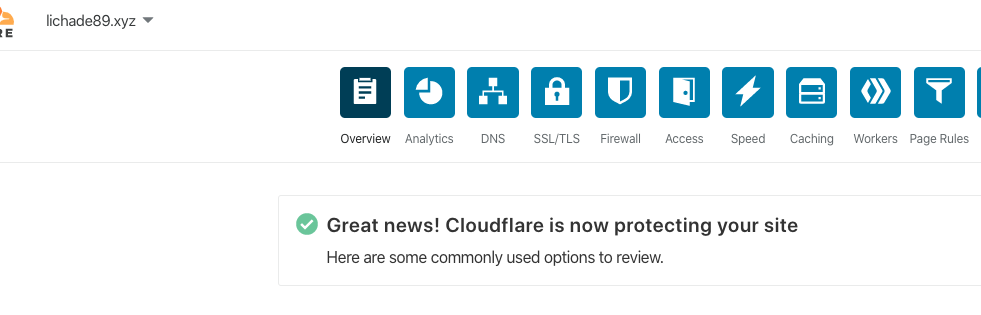 lichade89.xyz
RE
Overview
Analytics
DNS
SSL/TLS
Firewall
Access
Speed
Caching
Workers
Page Rules
Great news! Cloudflare is now protecting your site
Here are some commonly used options to review.